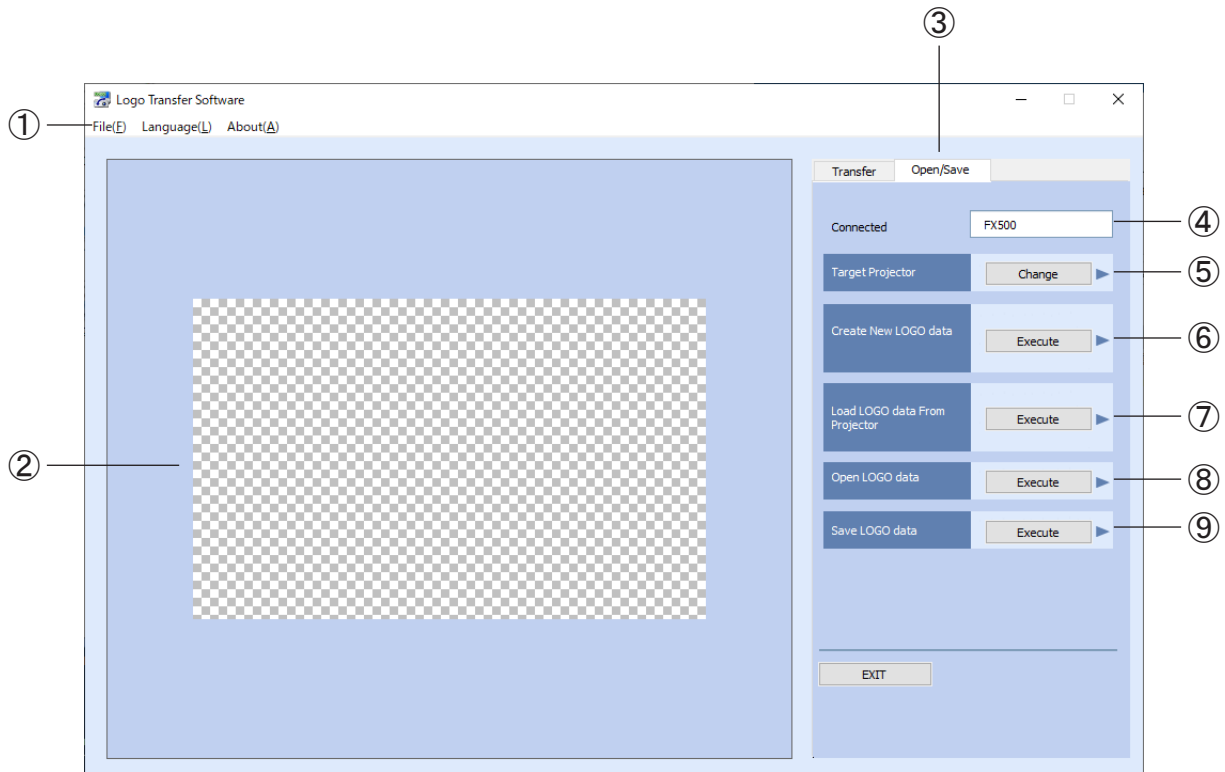 ③
Logo Transfer Software
①
File(F) Language(L) About(A)
Transfer Open/Save
Connected FX500 ④
Target Projector Change ⑤
Create New LOGO data Execute ⑥
Load LOGO data From
Projector Execute ⑦
②
Open LOGO data Execute ⑧
Save LOGO data Execute ⑨
EXIT